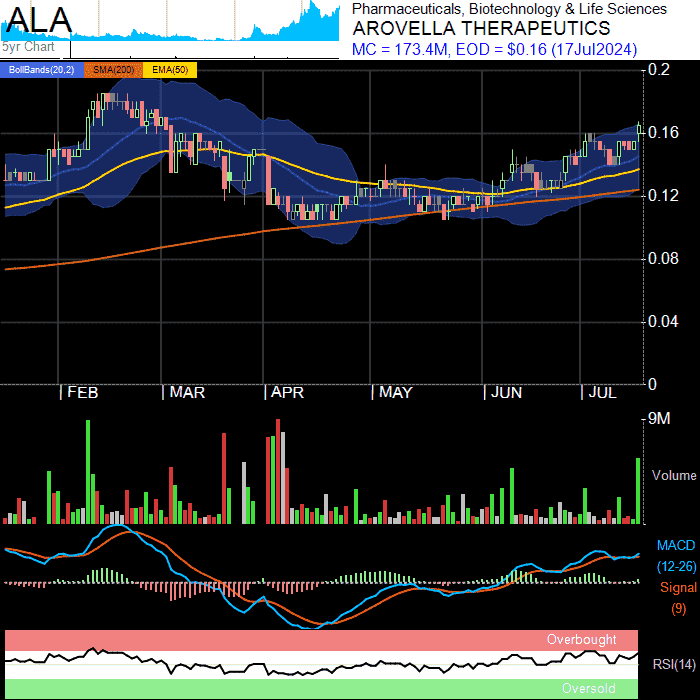 ALA
5yr Chart
Pharmaceuticals, Biotechnology & Life Sciences
AROVELLA THERAPEUTICS
MC = 173.4M, EOD = $0.16 (17Jul2024)
BollBands(20,2) SMA(200) EMA(50)
0.2
0.16
0.12
0.08
0.04
0
FEB MAR APR MAY JUN JUL
9M
Volume
MACD
(12-26)
Signal
(9)
Overbought
RSI(14)
Oversold